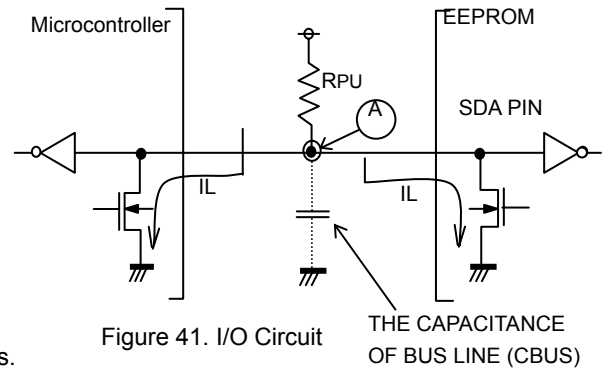 Microcontroller
EEPROM
RPU
A
SDA PIN
IL
IL
s.
Figure 41. I/O Circuit
THE CAPACITANCE
OF BUS LINE (CBUS)